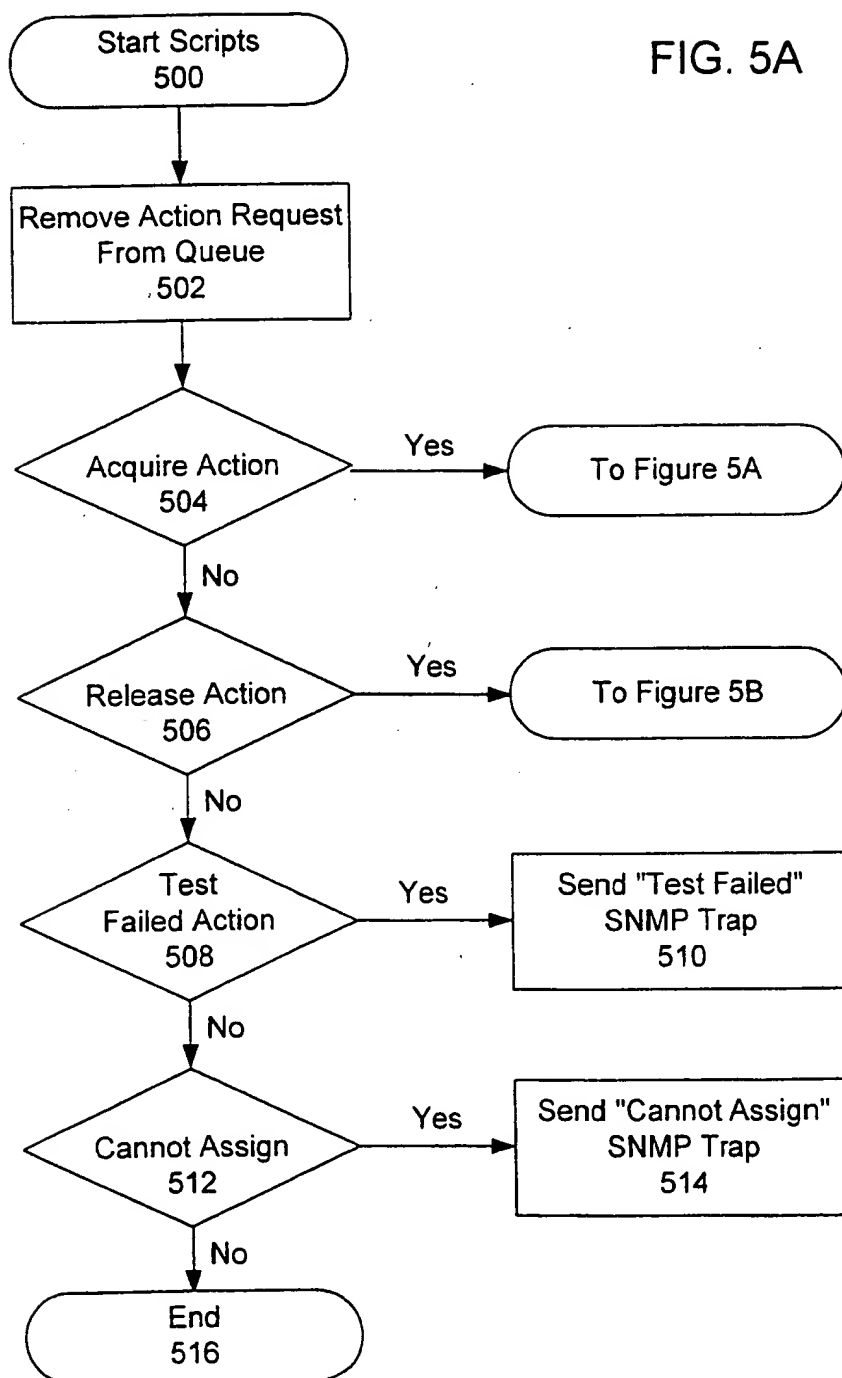 FIG. 5A
Start Scripts
500
Remove Action Request
From Queue
502
Acquire Action
504
Yes
To Figure 5A
No
Release Action
506
Yes
To Figure 5B
No
Test
Failed Action
508
Yes
Send "Test Failed"
SNMP Trap
510
No
Cannot Assign
512
Yes
Send "Cannot Assign"
SNMP Trap
514
No
End
516